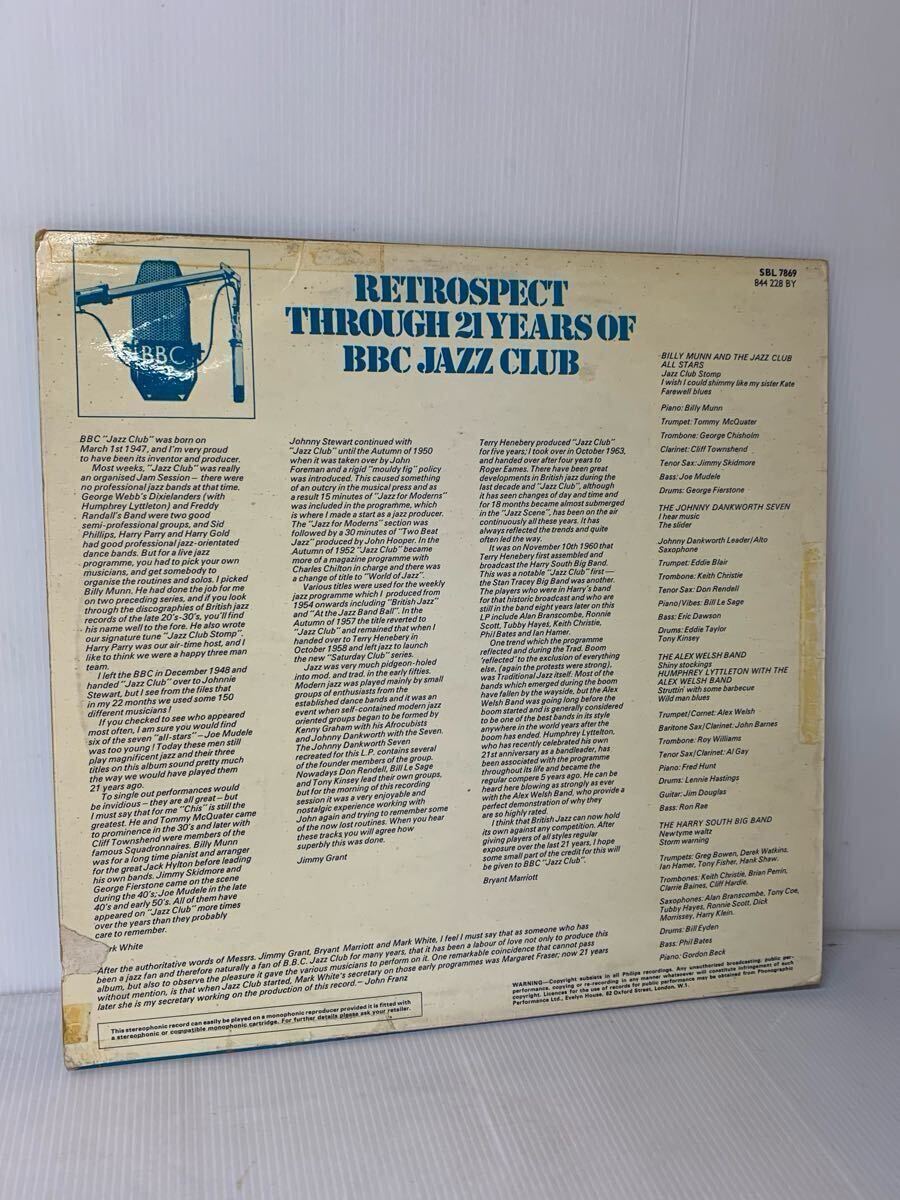 BBC
RETROSPECT
THROUGH 21 YEARS OF
BBC JAZZ CLUB
SBL 7869
844 228 BY
BBC "Jazz Club" was born on
March 1st 1947, and I'm very proud
to have been its inventor and producer.
Most weeks, "Jazz Club" was really
an organised Jam Session – there were
no professional jazz bands at that time.
George Webb's Dixielanders (with
Humphrey Lyttleton) and Freddy
Randall's Band were two good
semi-professional groups, and Sid
Phillips, Harry Parry and Harry Gold
had good professional jazz-orientated
dance bands. But for a live jazz
programme, you had to pick your own
musicians, and get somebody to
organise the routines and solos. I picked
Billy Munn. He had done the job for me
on two preceding series, and if you look
through the discographies of British jazz
records of the late 20's-30's, you'll find
his name well to the fore. He also wrote
our signature tune "Jazz Club Stomp".
Harry Parry was our air-time host, and I
like to think we were a happy three man
team.
I left the BBC in December 1948 and
handed "Jazz Club" over to Johnnie
Stewart, but I see from the files that
in my 22 months we used some 150
different musicians!
If you checked to see who appeared
most often, I am sure you would find
six of the seven "all-stars" – Joe Mudele
was too young! Today these men still
play magnificent jazz and their three
titles on this album sound pretty much
the way we would have played them
21 years ago.
To single out performances would
be invidious – they are all great – but
I must say that for me "Chis" is still the
greatest. He and Tommy McQuater came
to prominence in the 30's and later with
Cliff Townshend were members of the
famous Squadronnaires. Billy Munn
was for a long time pianist and arranger
for the great Jack Hylton before leading
his own bands. Jimmy Skidmore and
George Fierstone came on the scene
during the 40's; Joe Mudele in the late
40's and early 50's. All of them have
appeared on "Jazz Club" more times
over the years than they probably
care to remember.
rk White
Johnny Stewart continued with
"Jazz Club" until the Autumn of 1950
when it was taken over by John
Foreman and a rigid "mouldy fig" policy
was introduced. This caused something
of an outcry in the musical press and as
a result 15 minutes of "Jazz for Moderns"
was included in the programme, which
is where I made a start as a jazz producer.
The "Jazz for Moderns" section was
followed by a 30 minutes of "Two Beat
Jazz" produced by John Hooper. In the
Autumn of 1952 "Jazz Club" became
more of a magazine programme with
Charles Chilton in charge and there was
a change of title to "World of Jazz".
Various titles were used for the weekly
jazz programme which I produced from
1954 onwards including "British Jazz"
and "At the Jazz Band Ball". In the
Autumn of 1957 the title reverted to
"Jazz Club" and remained that when I
handed over to Terry Henebery in
October 1958 and left jazz to launch
the new "Saturday Club" series.
Jazz was very much pidgeon-holed
into mod. and trad. in the early fifties.
Modern jazz was played mainly by small
groups of enthusiasts from the
established dance bands and it was an
event when self-contained modern jazz
oriented groups began to be formed by
Kenny Graham with his Afrocubists
and Johnny Dankworth with the Seven.
The Johnny Dankworth Seven
recreated for this L.P. contains several
of the founder members of the group.
Nowadays Don Rendell, Bill Le Sage
and Tony Kinsey lead their own groups,
but for the morning of this recording
session it was a very enjoyable and
nostalgic experience working with
John again and trying to remember some
of the now lost routines. When you hear
these tracks, you will agree how
superbly this was done.
Jimmy Grant
Terry Henebery produced "Jazz Club"
for five years; I took over in October 1963,
and handed over after four years to
Roger Eames. There have been great
developments in British jazz during the
last decade and "Jazz Club", although
it has seen changes of day and time and
for 18 months became almost submerged
in the "Jazz Scene", has been on the air
continuously all these years. It has
always reflected the trends and quite
often led the way.
It was on November 10th 1960 that
Terry Henebery first assembled and
broadcast the Harry South Big Band.
This was a notable "Jazz Club" first —
the Stan Tracey Big Band was another.
The players who were in Harry's band
for that historic broadcast and who are
still in the band eight years later on this
LP include Alan Branscombe, Ronnie
Scott, Tubby Hayes, Keith Christie,
Phil Bates and Ian Hamer.
One trend which the programme
reflected and during the Trad. Boom
'reflected' to the exclusion of everything
else, (again the protests were strong),
was Traditional Jazz itself. Most of the
bands which emerged during the boom
have fallen by the wayside, but the Alex
Welsh Band was going long before the
boom started and is generally considered
to be one of the best bands in its style
anywhere in the world years after the
boom has ended. Humphrey Lyttelton,
who has recently celebrated his own
21st anniversary as a bandleader, has
been associated with the programme
throughout its life and became the
regular compere 5 years ago. He can be
heard here blowing as strongly as ever
with the Alex Welsh Band, who provide a
perfect demonstration of why they
are so highly rated.
I think that British Jazz can now hold
its own against any competition. After
giving players of all styles regular
exposure over the last 21 years, I hope
some small part of the credit for this will
be given to BBC "Jazz Club".
Bryant Marriott
BILLY MUNN AND THE JAZZ CLUB
ALL STARS
Jazz Club Stomp
I wish I could shimmy like my sister Kate
Farewell blues
Piano: Billy Munn
Trumpet: Tommy McQuater
Trombone: George Chisholm
Clarinet: Cliff Townshend
Tenor Sax: Jimmy Skidmore
Bass: Joe Mudele
Drums: George Fierstone
THE JOHNNY DANKWORTH SEVEN
I hear music
The slider
Johnny Dankworth Leader/Alto
Saxophone
Trumpet: Eddie Blair
Trombone: Keith Christie
Tenor Sax: Don Rendell
Piano/Vibes: Bill Le Sage
Bass: Eric Dawson
Drums: Eddie Taylor
Tony Kinsey
THE ALEX WELSH BAND
Shiny stockings
HUMPHREY LYTTLETON WITH THE
ALEX WELSH BAND
Struttin' with some barbecue
Wild man blues
Trumpet/Cornet: Alex Welsh
Baritone Sax/Clarinet: John Barnes
Trombone: Roy Williams
Tenor Sax/Clarinet: Al Gay
Piano: Fred Hunt
Drums: Lennie Hastings
Guitar: Jim Douglas
Bass: Ron Rae
THE HARRY SOUTH BIG BAND
Newtyme waltz
Storm warning
Trumpets: Greg Bowen, Derek Watkins,
Ian Hamer, Tony Fisher, Hank Shaw.
Trombones: Keith Christie, Brian Perrin,
Clarrie Baines, Cliff Hardie.
Saxophones: Alan Branscombe, Tony Coe,
Tubby Hayes, Ronnie Scott, Dick
Morrissey, Harry Klein.
Drums: Bill Eyden
Bass: Phil Bates
Piano: Gordon Beck
After the authoritative words of Messrs. Jimmy Grant, Bryant Marriott and Mark White, I feel I must say that as someone who has
been a jazz fan and therefore naturally a fan of B.B.C. Jazz Club for many years, that it has been a labour of love not only to produce this
album, but also to observe the pleasure it gave the various musicians to perform on it. One remarkable coincidence that cannot pass
without mention, is that when Jazz Club started, Mark White's secretary on those early programmes was Margaret Fraser; now 21 years
later she is my secretary working on the production of this record. – John Franz
This stereophonic record can easily be played on a monophonic reproducer provided it is fitted with
a stereophonic or compatible monophonic cartridge. For further details please ask your retailer.
WARNING—Copyright subsists in all Philips recordings. Any unauthorised broadcasting, public per-
formance, copying or re-recording in any manner whatsoever will constitute infringement of such
copyright. Licences for the use of records for public performance may be obtained from Phonographic
Performance Ltd., Evelyn House, 62 Oxford Street, London, W.1.